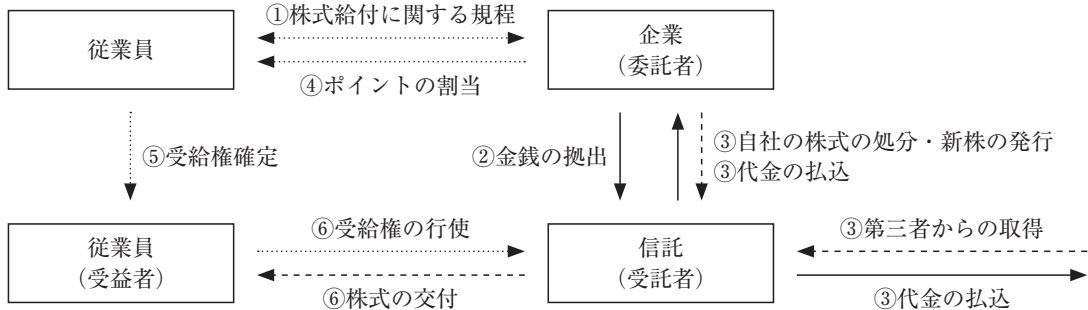 ①株式給付に関する規程
従業員
企業
（委託者）
④ポイントの割当
⑤受給権確定
②金銭の拠出
③自社の株式の処分・新株の発行
③代金の払込
従業員
（受益者）
⑥受給権の行使
⑥株式の交付
信託
（受託者）
③第三者からの取得
③代金の払込